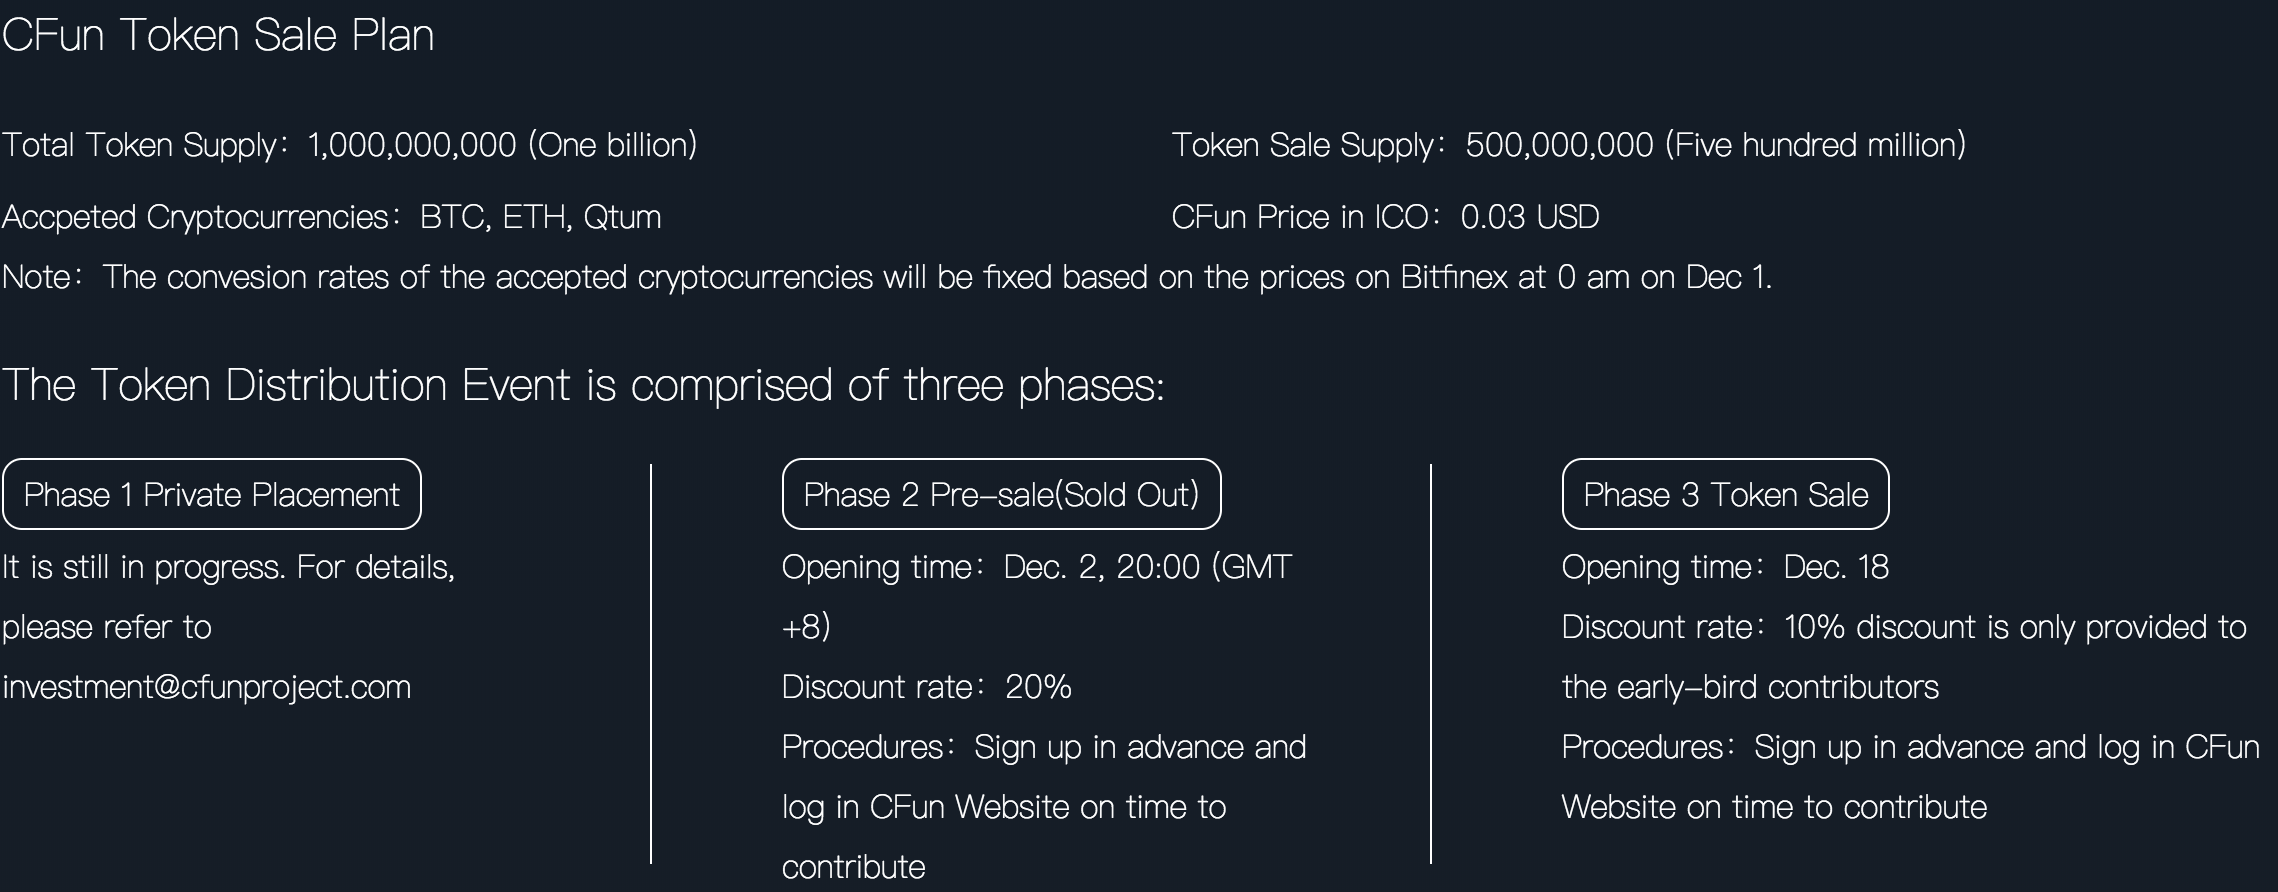 CFun Token Sale Plan
Total Token Supply：1,000,000,000 (One billion)
Token Sale Supply：500,000,000 (Five hundred million)
Accpeted Cryptocurrencies：BTC, ETH, Qtum
CFun Price in ICO：0.03 USD
Note：The convesion rates of the accepted cryptocurrencies will be fixed based on the prices on Bitfinex at 0 am on Dec 1.
The Token Distribution Event is comprised of three phases:
Phase 1 Private Placement
It is still in progress. For details,
please refer to
investment@cfunproject.com
Phase 2 Pre-sale(Sold Out)
Opening time：Dec. 2, 20:00 (GMT
+8)
Discount rate：20%
Procedures：Sign up in advance and
log in CFun Website on time to
contribute
Phase 3 Token Sale
Opening time：Dec. 18
Discount rate：10% discount is only provided to
the early-bird contributors
Procedures：Sign up in advance and log in CFun
Website on time to contribute